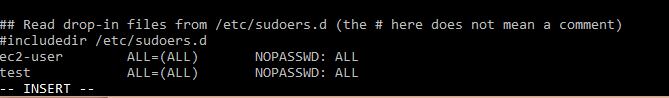 ## Read drop-in files from /etc/sudoers.d (the # here does not mean a comment)
#includedir /etc/sudoers.d
ec2-user ALL=(ALL) NOPASSWD: ALL
test ALL=(ALL) NOPASSWD: ALL
-- INSERT --